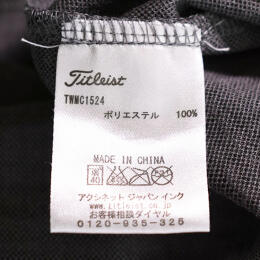 Titleist
TWMC1524
ポリエステル 100%
MADE IN CHINA
アクシネット ジャパン インク
www.titleist.co.jp
お客様相談ダイヤル
0120-935-325